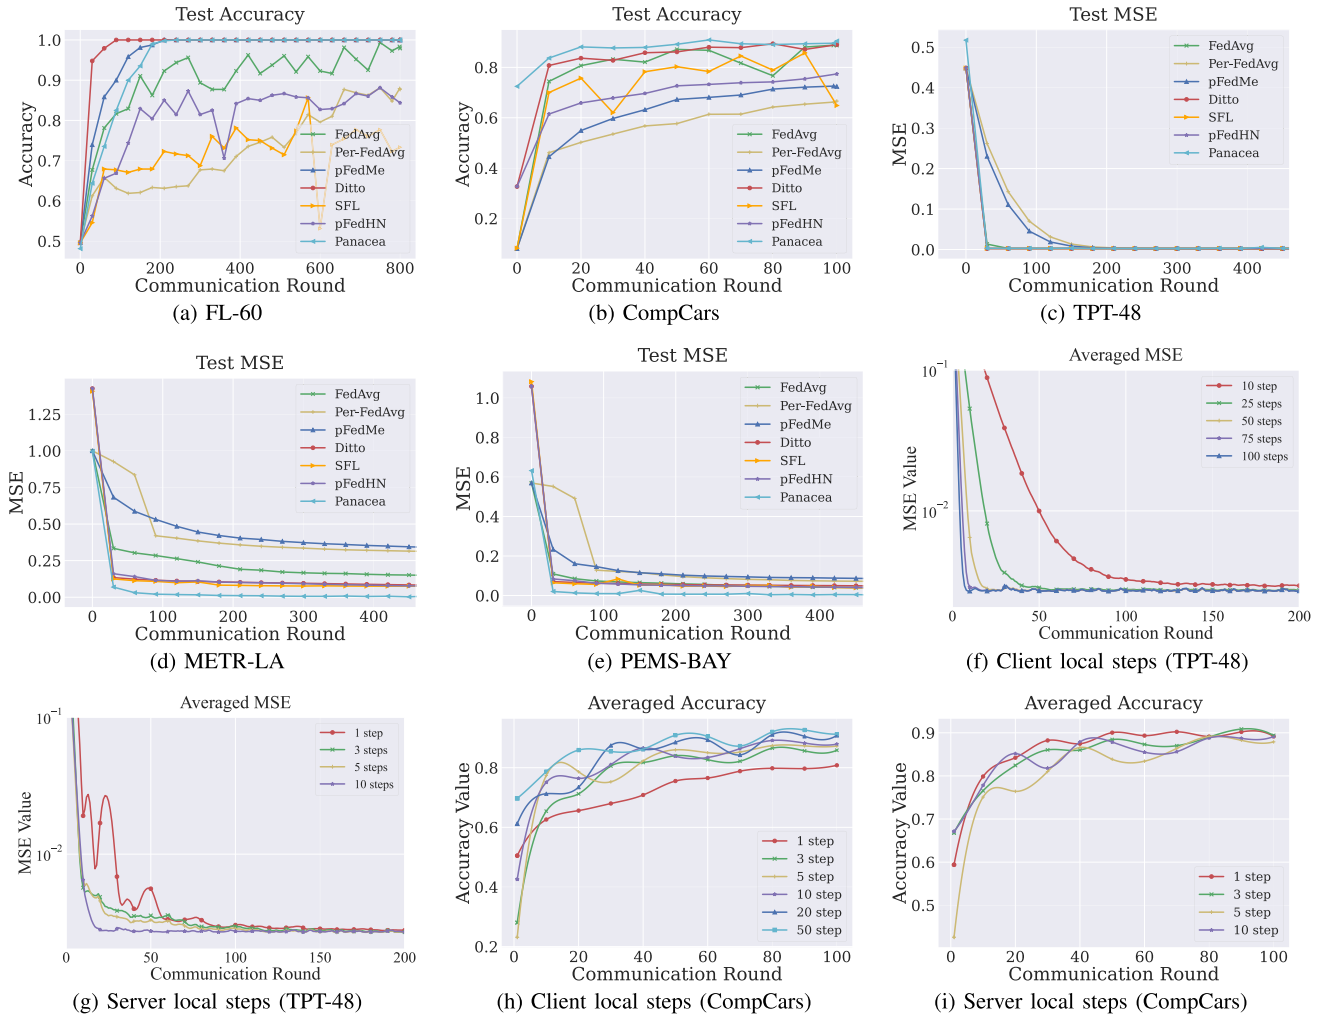 Test Accuracy
Accuracy
1.0
0.9
0.8
0.7
0.6
0.5
FedAvg
Per-FedAvg
pFedMe
Ditto
SFL
pFedHN
Panacea
0
200
400
600
800
Communication Round
(a) FL-60
Test Accuracy
Accuracy
0.8
0.6
0.4
0.2
FedAvg
Per-FedAvg
pFedMe
Ditto
SFL
pFedHN
Panacea
0
20
40
60
80
100
Communication Round
(b) CompCars
Test MSE
MSE
0.5
0.4
0.3
0.2
0.1
0.0
FedAvg
Per-FedAvg
pFedMe
Ditto
SFL
pFedHN
Panacea
0
100
200
300
400
Communication Round
(c) TPT-48
Test MSE
MSE
1.25
1.00
0.75
0.50
0.25
0.00
FedAvg
Per-FedAvg
pFedMe
Ditto
SFL
pFedHN
Panacea
0
100
200
300
400
Communication Round
(d) METR-LA
Test MSE
MSE
1.0
0.8
0.6
0.4
0.2
0.0
FedAvg
Per-FedAvg
pFedMe
Ditto
SFL
pFedHN
Panacea
0
100
200
300
400
Communication Round
(e) PEMS-BAY
Averaged MSE
MSE Value
10⁻¹
10⁻²
10 step
25 steps
50 steps
75 steps
100 steps
0
50
100
150
200
Communication Round
(f) Client local steps (TPT-48)
Averaged MSE
MSE Value
10⁻¹
10⁻²
1 step
3 steps
5 steps
10 steps
0
50
100
150
200
Communication Round
(g) Server local steps (TPT-48)
Averaged Accuracy
Accuracy Value
0.8
0.6
0.4
0.2
1 step
3 step
5 step
10 step
20 step
50 step
0
20
40
60
80
100
Communication Round
(h) Client local steps (CompCars)
Averaged Accuracy
Accuracy Value
0.9
0.8
0.7
0.6
0.5
1 step
3 step
5 step
10 step
0
20
40
60
80
100
Communication Round
(i) Server local steps (CompCars)